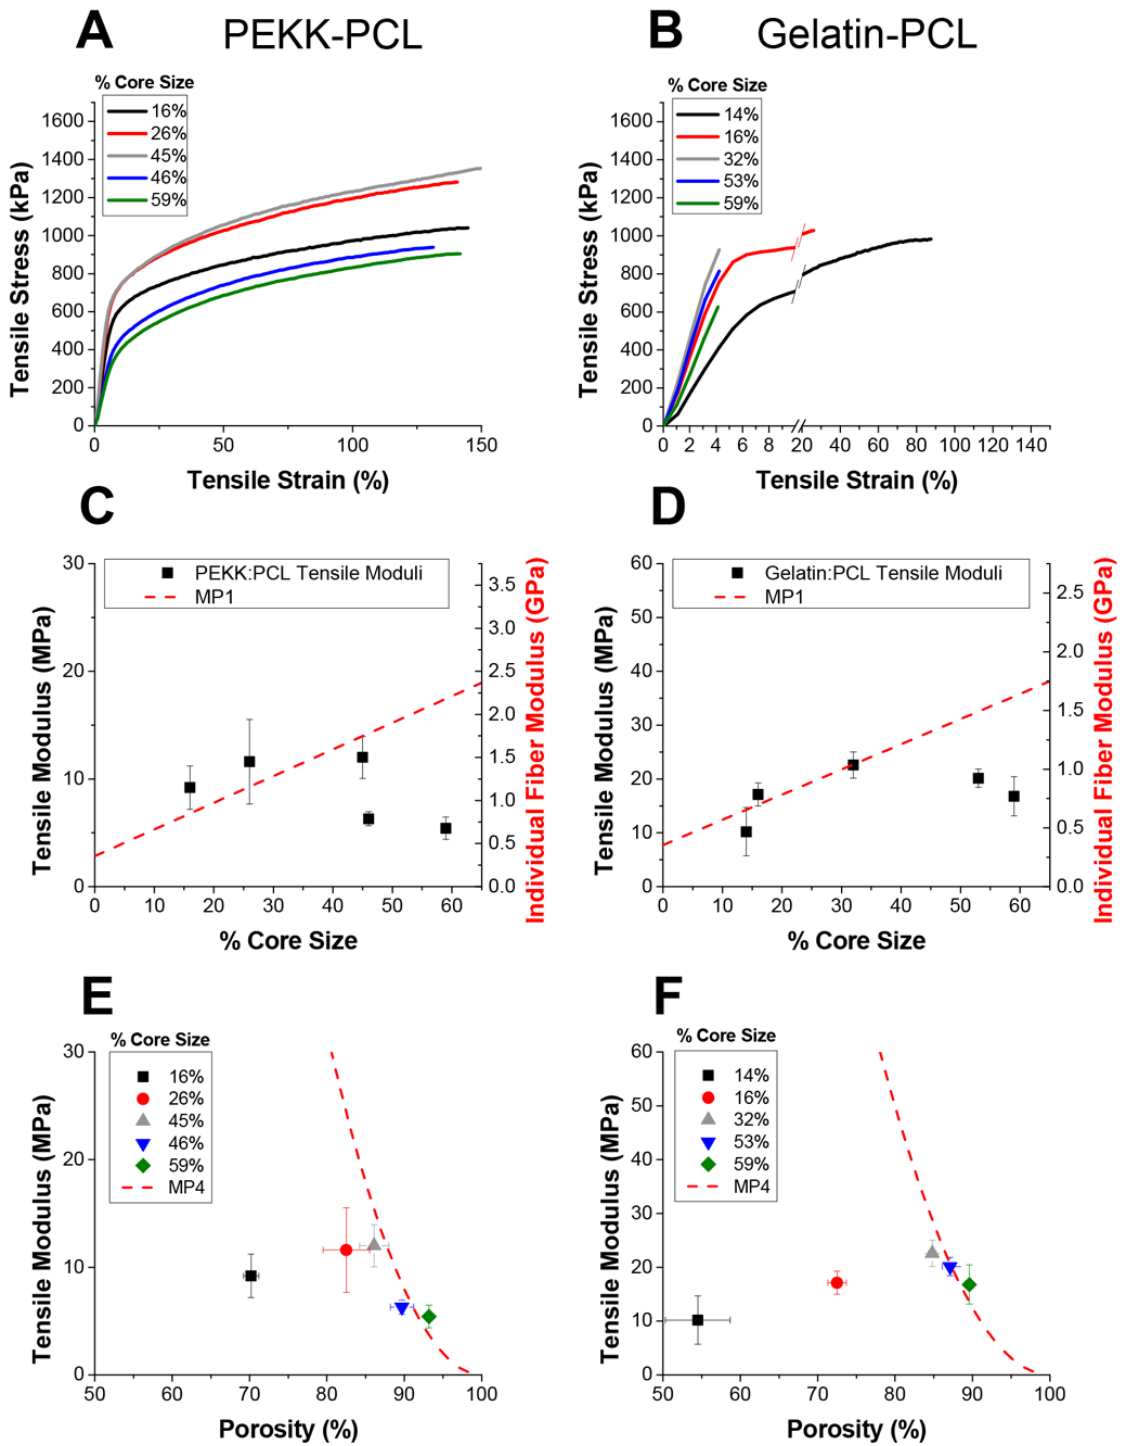 A PEKK-PCL
% Core Size
16%
26%
45%
46%
59%
1600
1400
1200
1000
800
600
400
200
0
Tensile Stress (kPa)
0 50 100 150
Tensile Strain (%)
B Gelatin-PCL
% Core Size
14%
16%
32%
53%
59%
1600
1400
1200
1000
800
600
400
200
0
Tensile Stress (kPa)
0 2 4 6 8 20 40 60 80 100 120 140
Tensile Strain (%)
C
PEKK:PCL Tensile Moduli
MP1
30
20
10
0
Tensile Modulus (MPa)
3.5
3.0
2.5
2.0
1.5
1.0
0.5
0.0
Individual Fiber Modulus (GPa)
0 10 20 30 40 50 60
% Core Size
D
Gelatin:PCL Tensile Moduli
MP1
60
50
40
30
20
10
0
Tensile Modulus (MPa)
2.5
2.0
1.5
1.0
0.5
0.0
Individual Fiber Modulus (GPa)
0 10 20 30 40 50 60
% Core Size
E
% Core Size
16%
26%
45%
46%
59%
MP4
30
20
10
0
Tensile Modulus (MPa)
50 60 70 80 90 100
Porosity (%)
F
% Core Size
14%
16%
32%
53%
59%
MP4
60
50
40
30
20
10
0
Tensile Modulus (MPa)
50 60 70 80 90 100
Porosity (%)